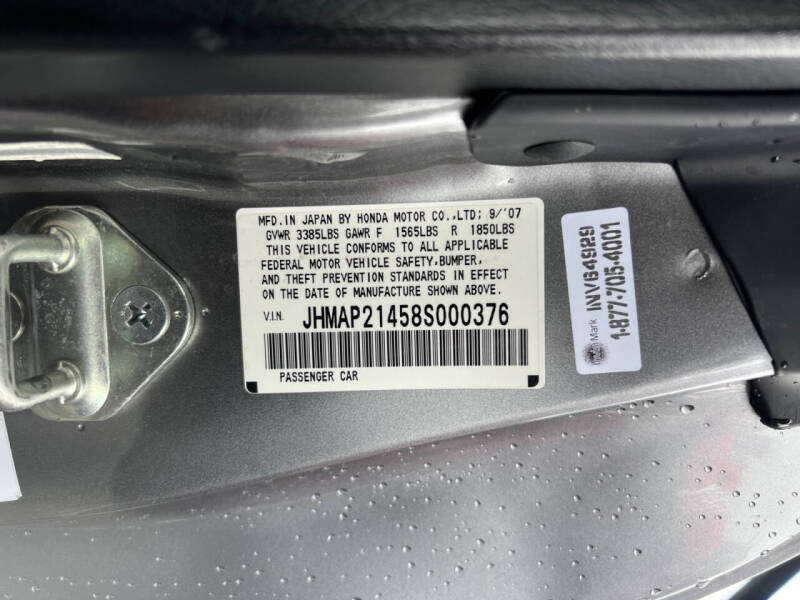 MFD.IN JAPAN BY HONDA MOTOR CO.,LTD; 9/'07
GVWR 3385LBS GAWR F 1565LBS R 1850LBS
THIS VEHICLE CONFORMS TO ALL APPLICABLE
FEDERAL MOTOR VEHICLE SAFETY,BUMPER,
AND THEFT PREVENTION STANDARDS IN EFFECT
ON THE DATE OF MANUFACTURE SHOWN ABOVE.
V.I.N. JHMAP21458S000376
PASSENGER CAR
Mark INV64929
1-877-705-4001